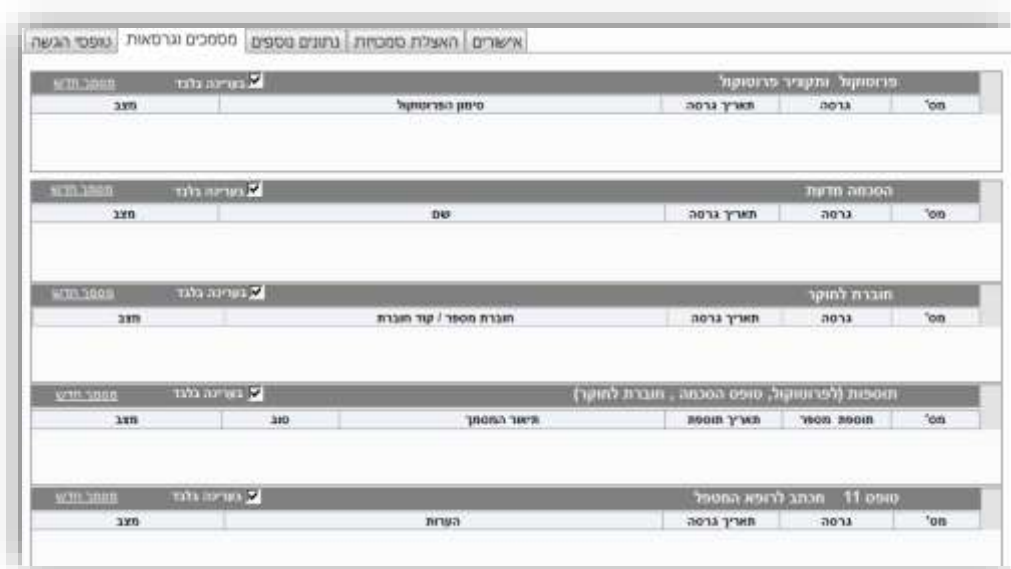 טופסי הגשה מסמכים וגרסאות נתונים נוספים האצלת סמכויות אישורים
פרוטוקול ותקציר פרוטוקול בעריכה בלבד מסמך חדש
מס' גרסה תאריך גרסה סימון הפרוטוקול מצב
הסכמה מדעת בעריכה בלבד מסמך חדש
מס' גרסה תאריך גרסה שם מצב
חוברת לחוקר בעריכה בלבד מסמך חדש
מס' גרסה תאריך גרסה חוברת מספר / קוד חוברת מצב
תוספות (לפרוטוקול, טופס הסכמה , חוברת לחוקר) בעריכה בלבד מסמך חדש
מס' תוספת מספר תאריך תוספת תיאור המסמך סוג מצב
טופס 11 מכתב לרופא המטפל בעריכה בלבד מסמך חדש
מס' גרסה תאריך גרסה הערות מצב